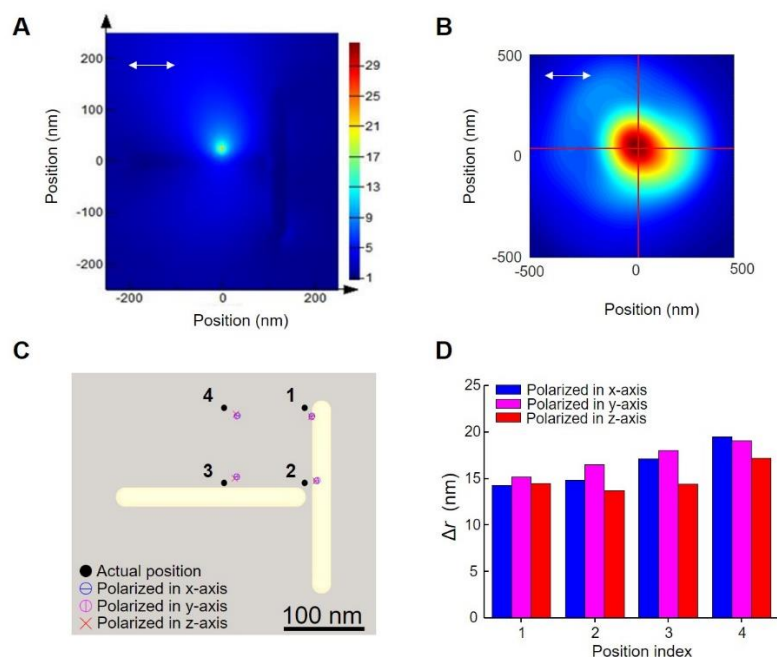 A
200
100
0
-100
-200
-200
0
200
Position (nm)
Position (nm)
29
25
21
17
13
9
5
1
B
500
0
-500
-500
0
500
Position (nm)
Position (nm)
C
4
1
3
2
Actual position
Polarized in x-axis
Polarized in y-axis
Polarized in z-axis
100 nm
D
25
20
15
10
5
0
Δr (nm)
Polarized in x-axis
Polarized in y-axis
Polarized in z-axis
1
2
3
4
Position index